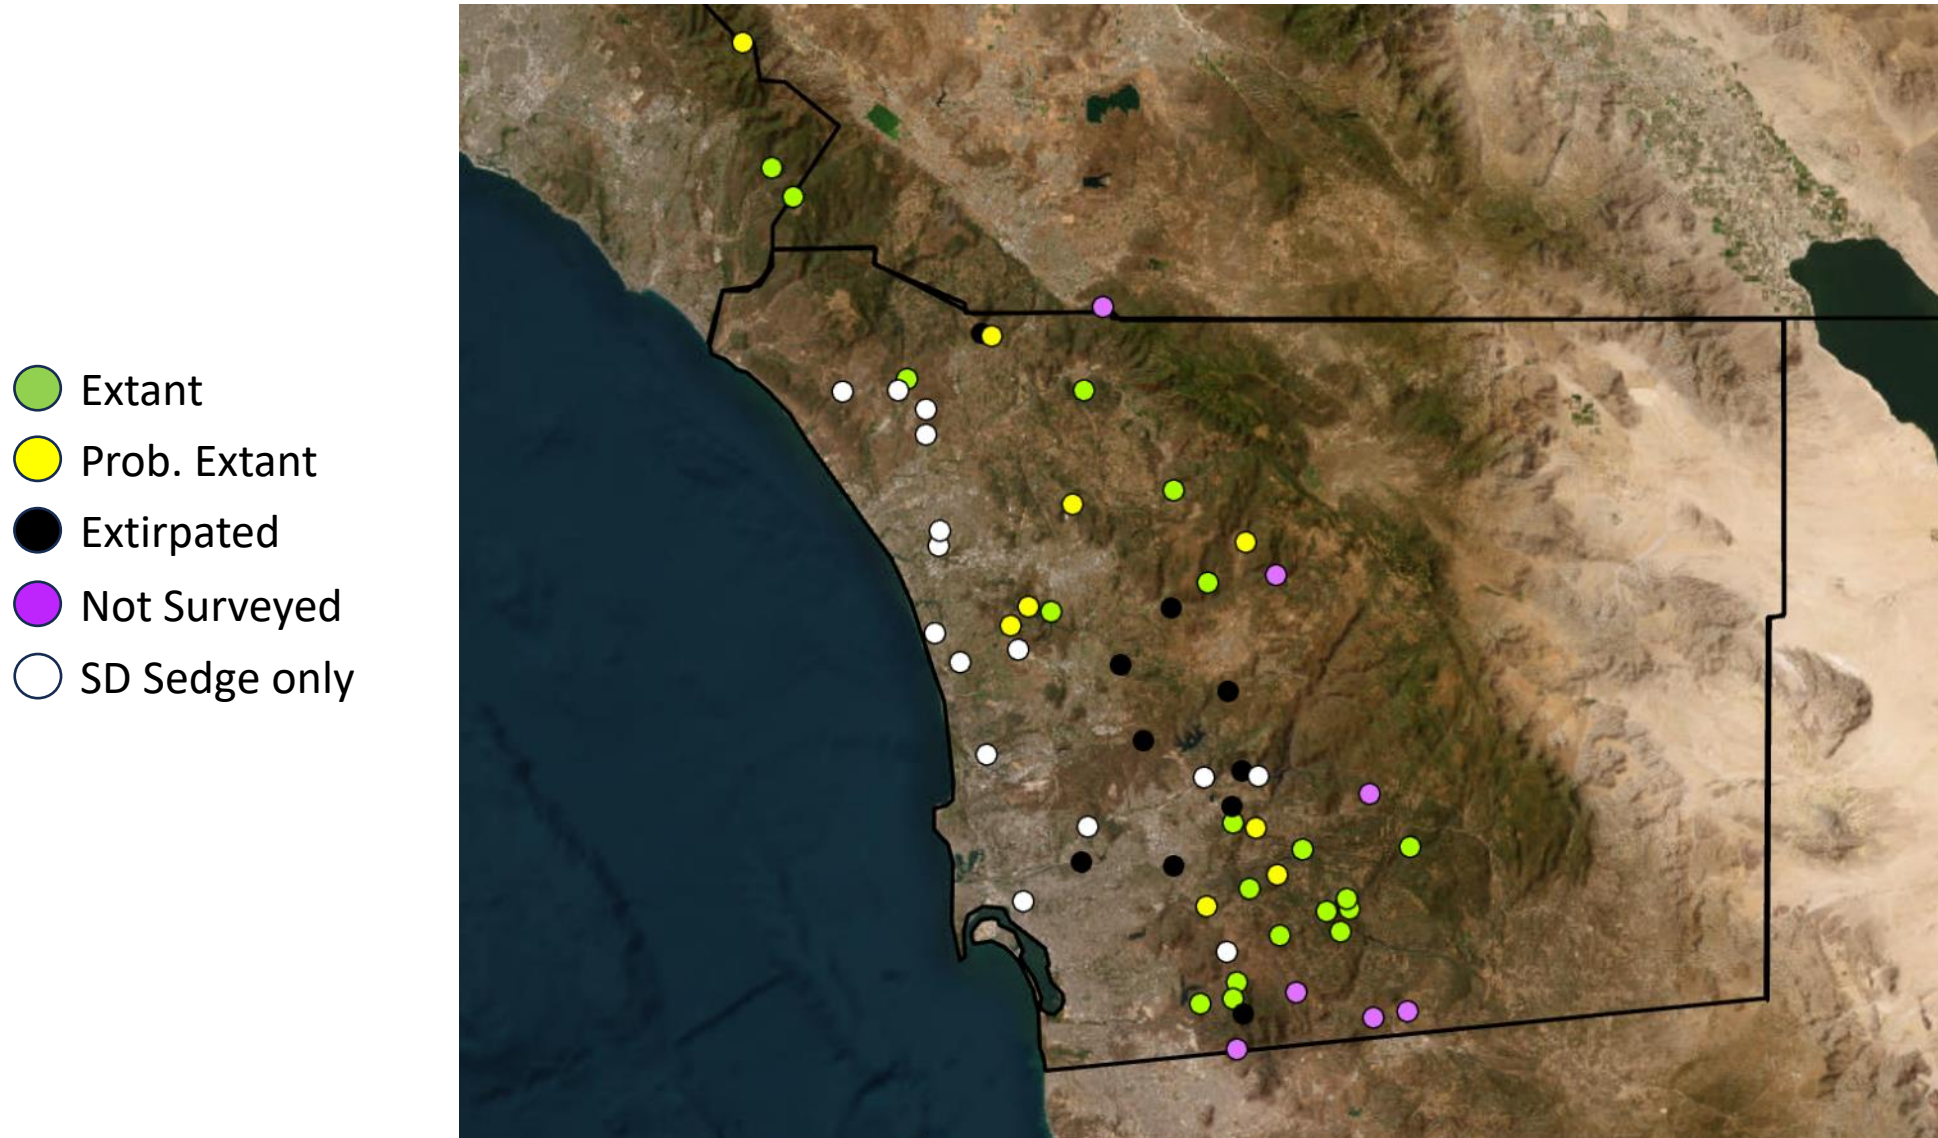 Extant
Prob. Extant
Extirpated
Not Surveyed
SD Sedge only